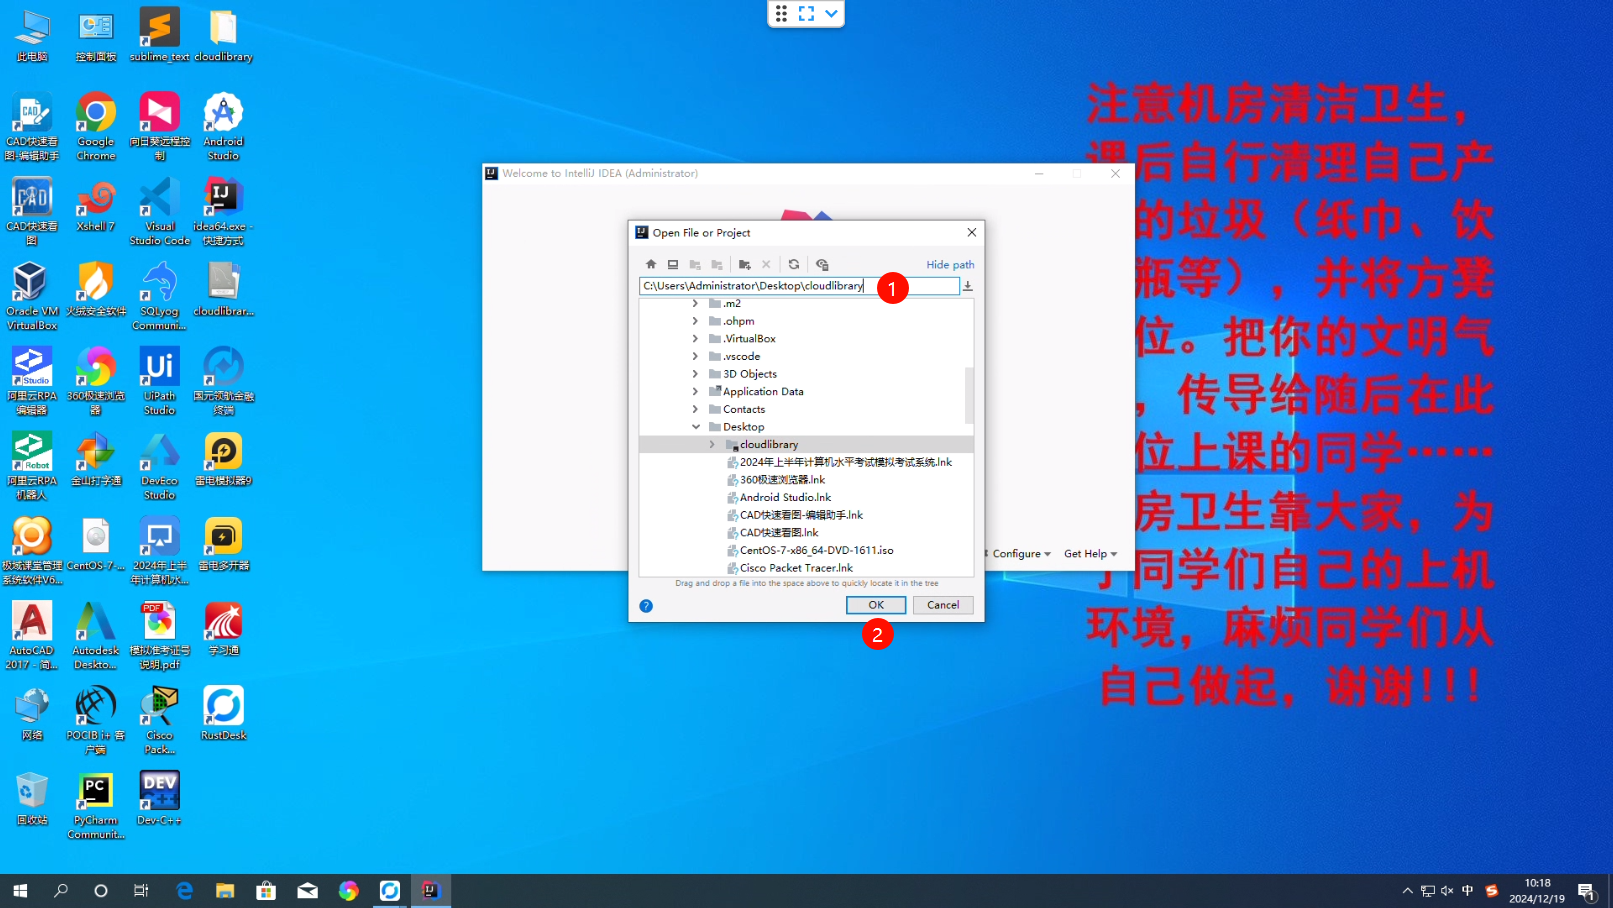 此电脑
控制面板
sublime_text
cloudlibrary
CAD快速看
图-编辑助手
Google
Chrome
向日葵远程控
制
Android
Studio
CAD快速看
图
Xshell 7
Visual
Studio Code
idea64.exe -
快捷方式
Oracle VM
VirtualBox
火绒安全软件
SQLyog
Communi...
cloudlibrar...
阿里云RPA
编辑器
360极速浏览
器
UiPath
Studio
国元领航金融
终端
阿里云RPA
机器人
金山打字通
DevEco
Studio
雷电模拟器9
极域课堂管理
系统软件V6...
CentOS-7-...
2024年上半
年计算机水...
雷电多开器
AutoCAD
2017 - 简...
Autodesk
Deskto...
模拟准考证号
说明.pdf
学习通
网络
POCIB i+ 客
户端
Cisco
Pack...
RustDesk
回收站
PyCharm
Communit...
Dev-C++
Welcome to IntelliJ IDEA (Administrator)
Open File or Project
Hide path
C:\Users\Administrator\Desktop\cloudlibrary
1
.m2
.ohpm
.VirtualBox
.vscode
3D Objects
Application Data
Contacts
Desktop
cloudlibrary
2024年上半年计算机水平考试模拟考试系统.lnk
360极速浏览器.lnk
Android Studio.lnk
CAD快速看图-编辑助手.lnk
CAD快速看图.lnk
CentOS-7-x86_64-DVD-1611.iso
Cisco Packet Tracer.lnk
Drag and drop a file into the space above to quickly locate it in the tree
?
OK
Cancel
2
Configure
Get Help
注意机房清洁卫生，
课后自行清理自己产
的垃圾（纸巾、饮
瓶等），并将方凳
位。把你的文明气
，传导给随后在此
位上课的同学……
房卫生靠大家，为
了同学们自己的上机
环境，麻烦同学们从
自己做起，谢谢!!!
中
10:18
2024/12/19
1